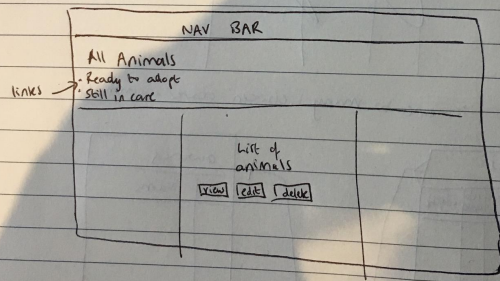 NAV BAR
All Animals
· Ready to adopt
· Still in care
links
List of
animals
view edit delete